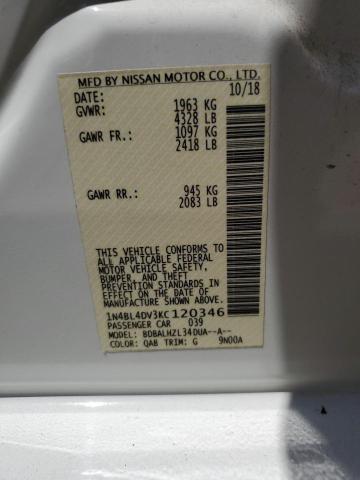 MFD BY NISSAN MOTOR CO., LTD.
DATE: 10/18
GVWR: 1963 KG
4328 LB
GAWR FR: 1097 KG
2418 LB
GAWR RR: 945 KG
2083 LB
THIS VEHICLE CONFORMS TO
ALL APPLICABLE FEDERAL
MOTOR VEHICLE SAFETY,
BUMPER, AND THEFT
PREVENTION STANDARDS IN
EFFECT ON THE DATE OF
MANUFACTURE SHOWN ABOVE.
1N4BL4DV3KC120346
PASSENGER CAR 039
MODEL: BDBALHZL34DUA--A--
COLOR: QAB TRIM: G 9N00A